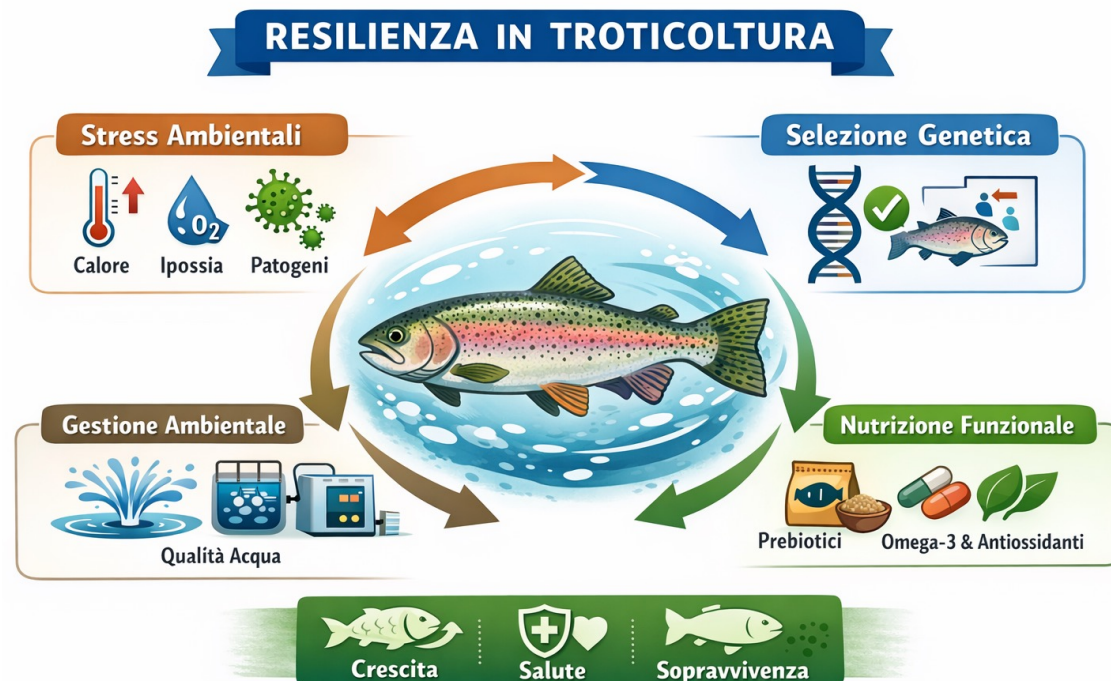 RESILIENZA IN TROTICOLTURA
Stress Ambientali
Calore
Ipossia
Patogeni
O2
Selezione Genetica
Gestione Ambientale
Qualità Acqua
Nutrizione Funzionale
Prebiotici
Omega-3 & Antiossidanti
Crescita
Salute
Sopravvivenza